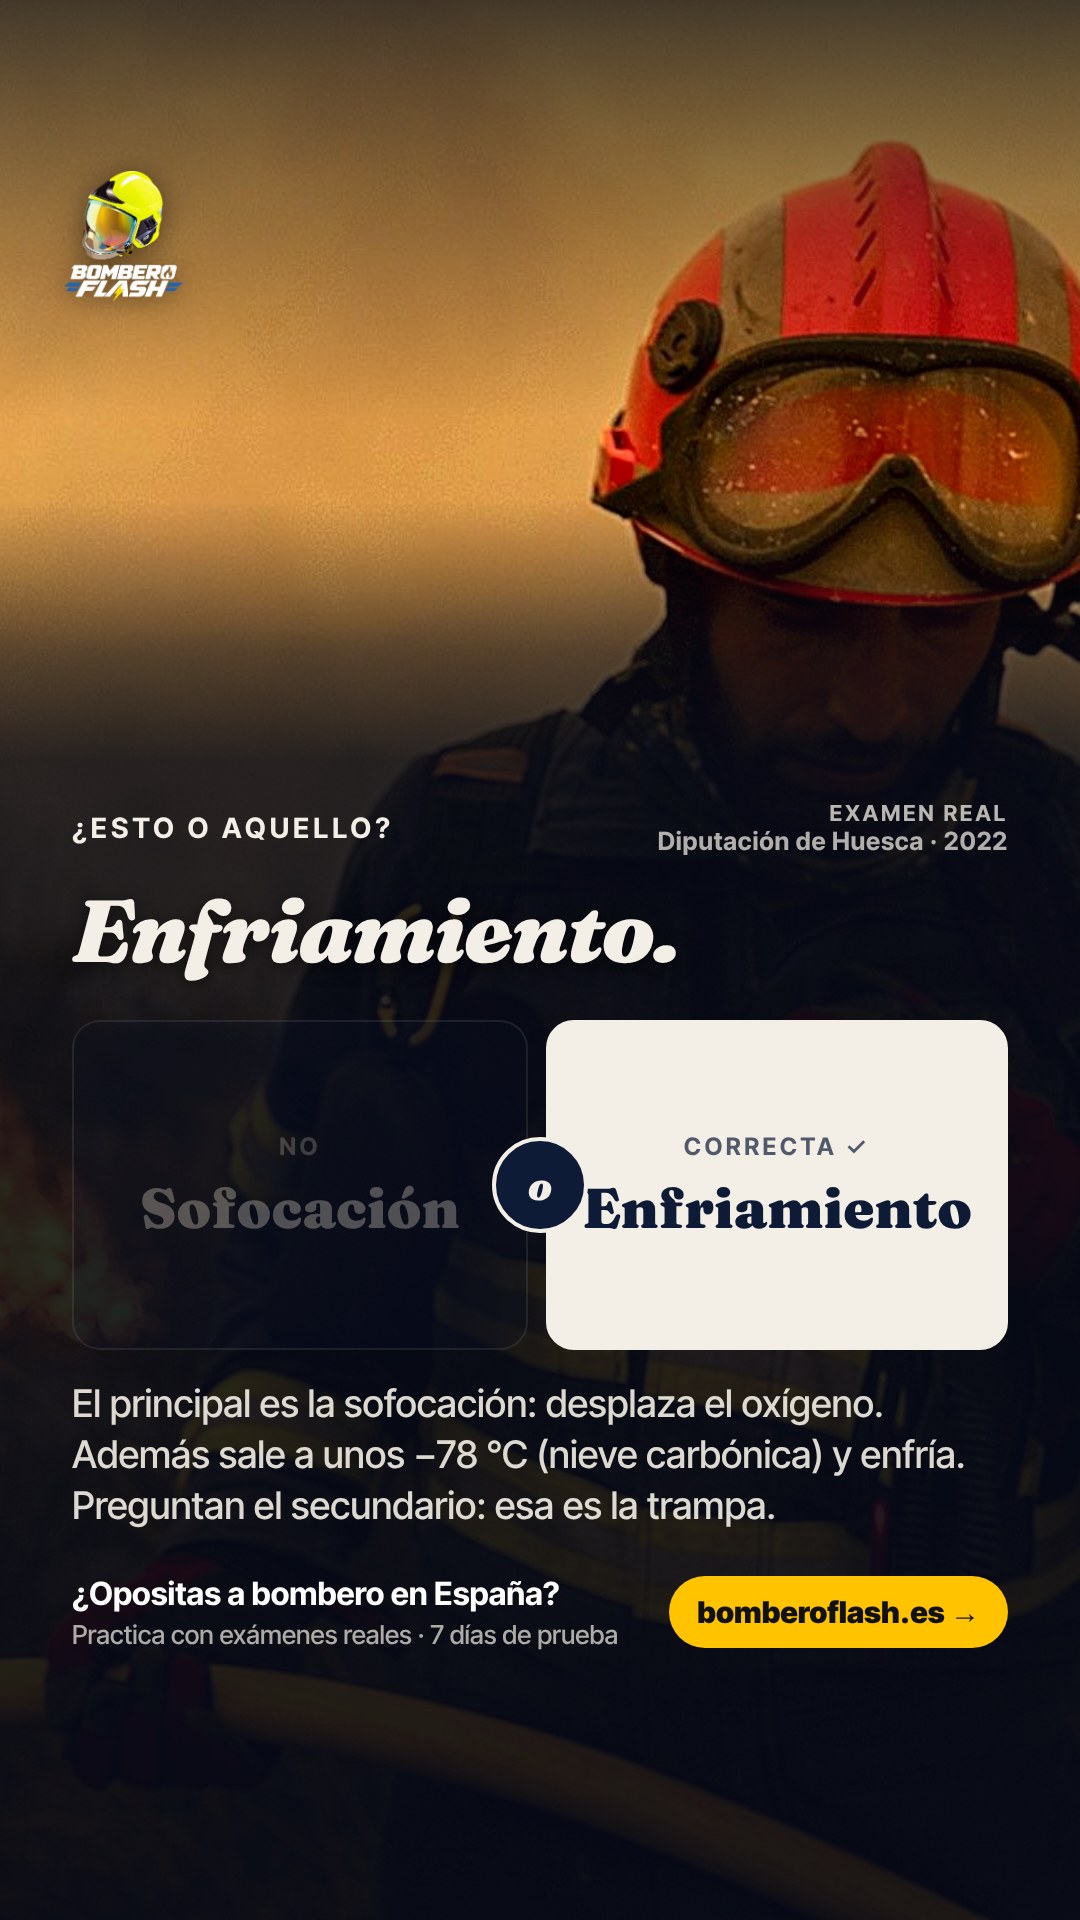 BOMBERO
FLASH
¿ESTO O AQUELLO?
EXAMEN REAL
Diputación de Huesca · 2022
Enfriamiento.
NO
Sofocación
o
CORRECTA ✓
Enfriamiento
El principal es la sofocación: desplaza el oxígeno.
Además sale a unos −78 °C (nieve carbónica) y enfría.
Preguntan el secundario: esa es la trampa.
¿Opositas a bombero en España?
Practica con exámenes reales · 7 días de prueba
bomberoflash.es →